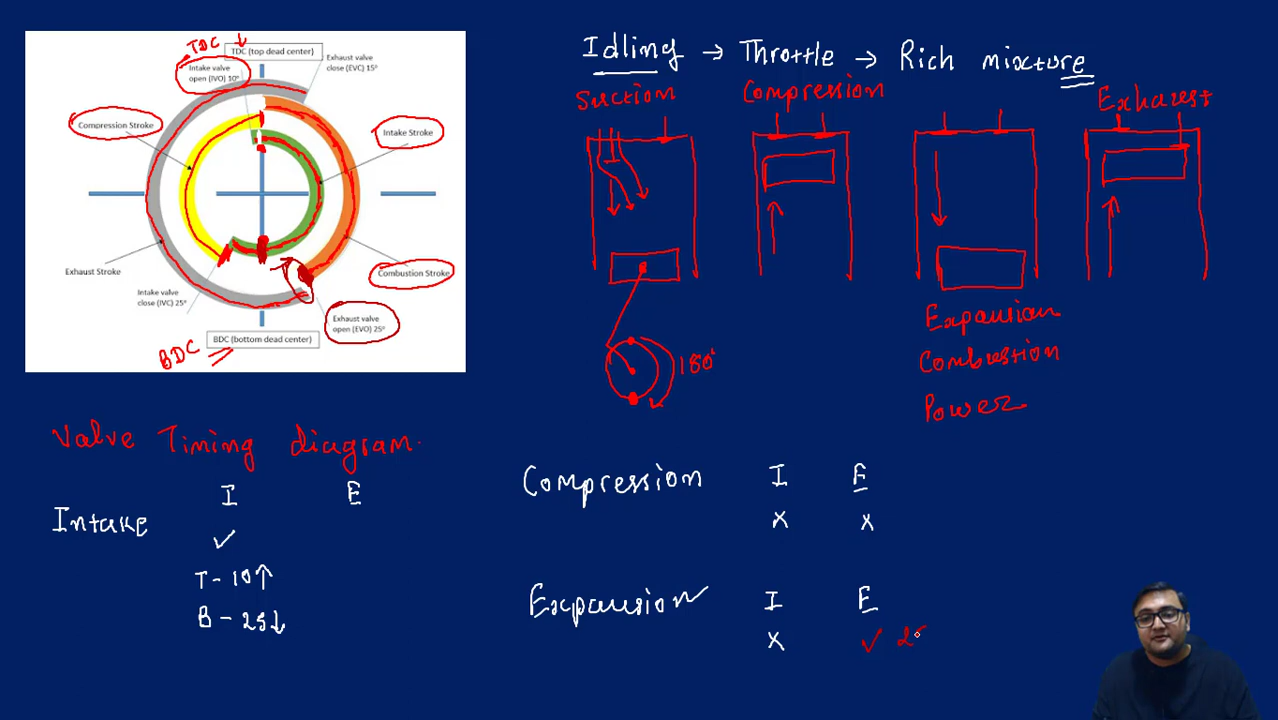 Idling → Throttle → Rich mixture
TDC
TDC (top dead center)
Intake valve
open (IVO) 10°
Exhaust valve
close (EVC) 15°
Compression Stroke
Intake Stroke
Exhaust Stroke
Combustion Stroke
Intake valve
close (IVC) 25°
Exhaust valve
open (EVO) 25°
BDC
BDC (bottom dead center)
Suction
Compression
Exhaust
180°
Expansion
Combustion
Power
Valve Timing diagram.
I E
Intake
✓
T - 10↑
B - 25↓
Compression I E
X X
Expansion I E
X ✓